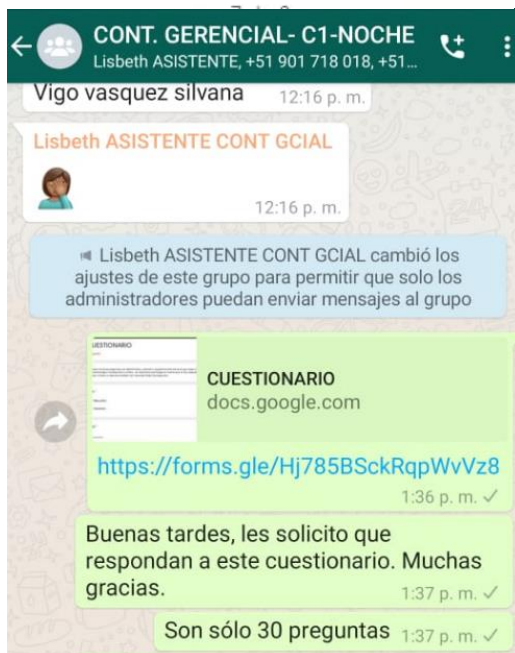 CONT. GERENCIAL- C1-NOCHE
Lisbeth ASISTENTE, +51 901 718 018, +51...
Vigo vasquez silvana 12:16 p. m.
Lisbeth ASISTENTE CONT GCIAL
12:16 p. m.
Lisbeth ASISTENTE CONT GCIAL cambió los
ajustes de este grupo para permitir que solo los
administradores puedan enviar mensajes al grupo
CUESTIONARIO
docs.google.com
https://forms.gle/Hj785BSckRqpWvVz8
1:36 p. m.
Buenas tardes, les solicito que
respondan a este cuestionario. Muchas
gracias. 1:37 p. m.
Son sólo 30 preguntas 1:37 p. m.